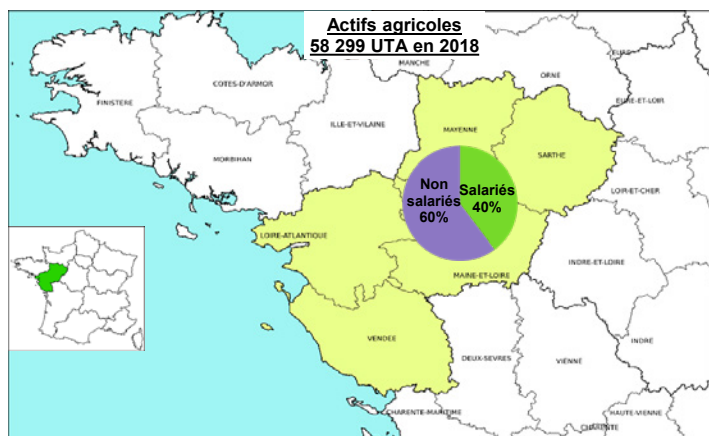 Actifs agricoles
58 299 UTA en 2018
EURE
MANCHE
ORNE
COTES-D'ARMOR
EURE-ET-LOIR
FINISTERE
ILLE-ET-VILAINE
MAYENNE
MORBIHAN
SARTHE
Non
salariés
60%
Salariés
40%
LOIR-ET-CHER
LOIRE-ATLANTIQUE
INDRE-ET-LOIRE
MAINE-ET-LOIRE
VENDEE
INDRE
DEUX-SEVRES
VIENNE
CHARENTE-MARITIME
HAUTE-VIENNE
CHARENTE